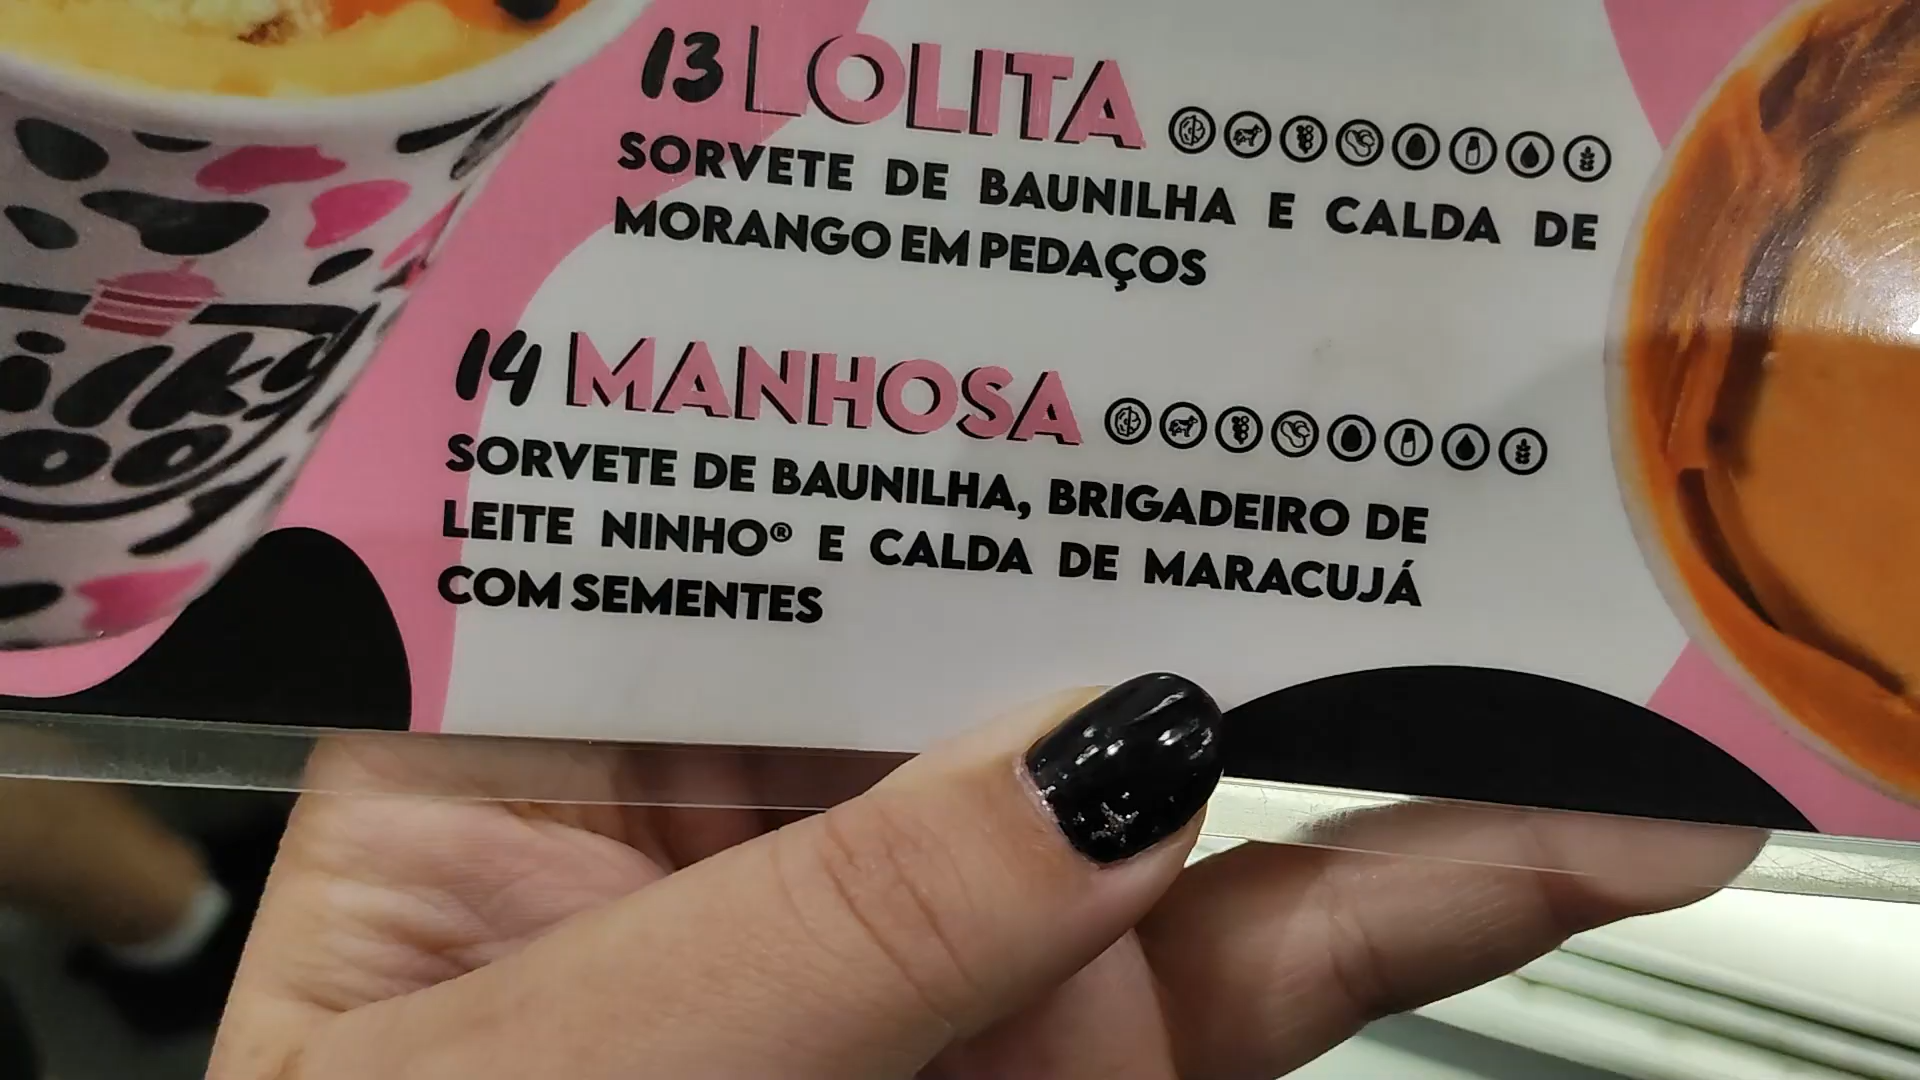 13 LOLITA
SORVETE DE BAUNILHA E CALDA DE
MORANGO EM PEDAÇOS
14 MANHOSA
SORVETE DE BAUNILHA, BRIGADEIRO DE
LEITE NINHO® E CALDA DE MARACUJÁ
COM SEMENTES